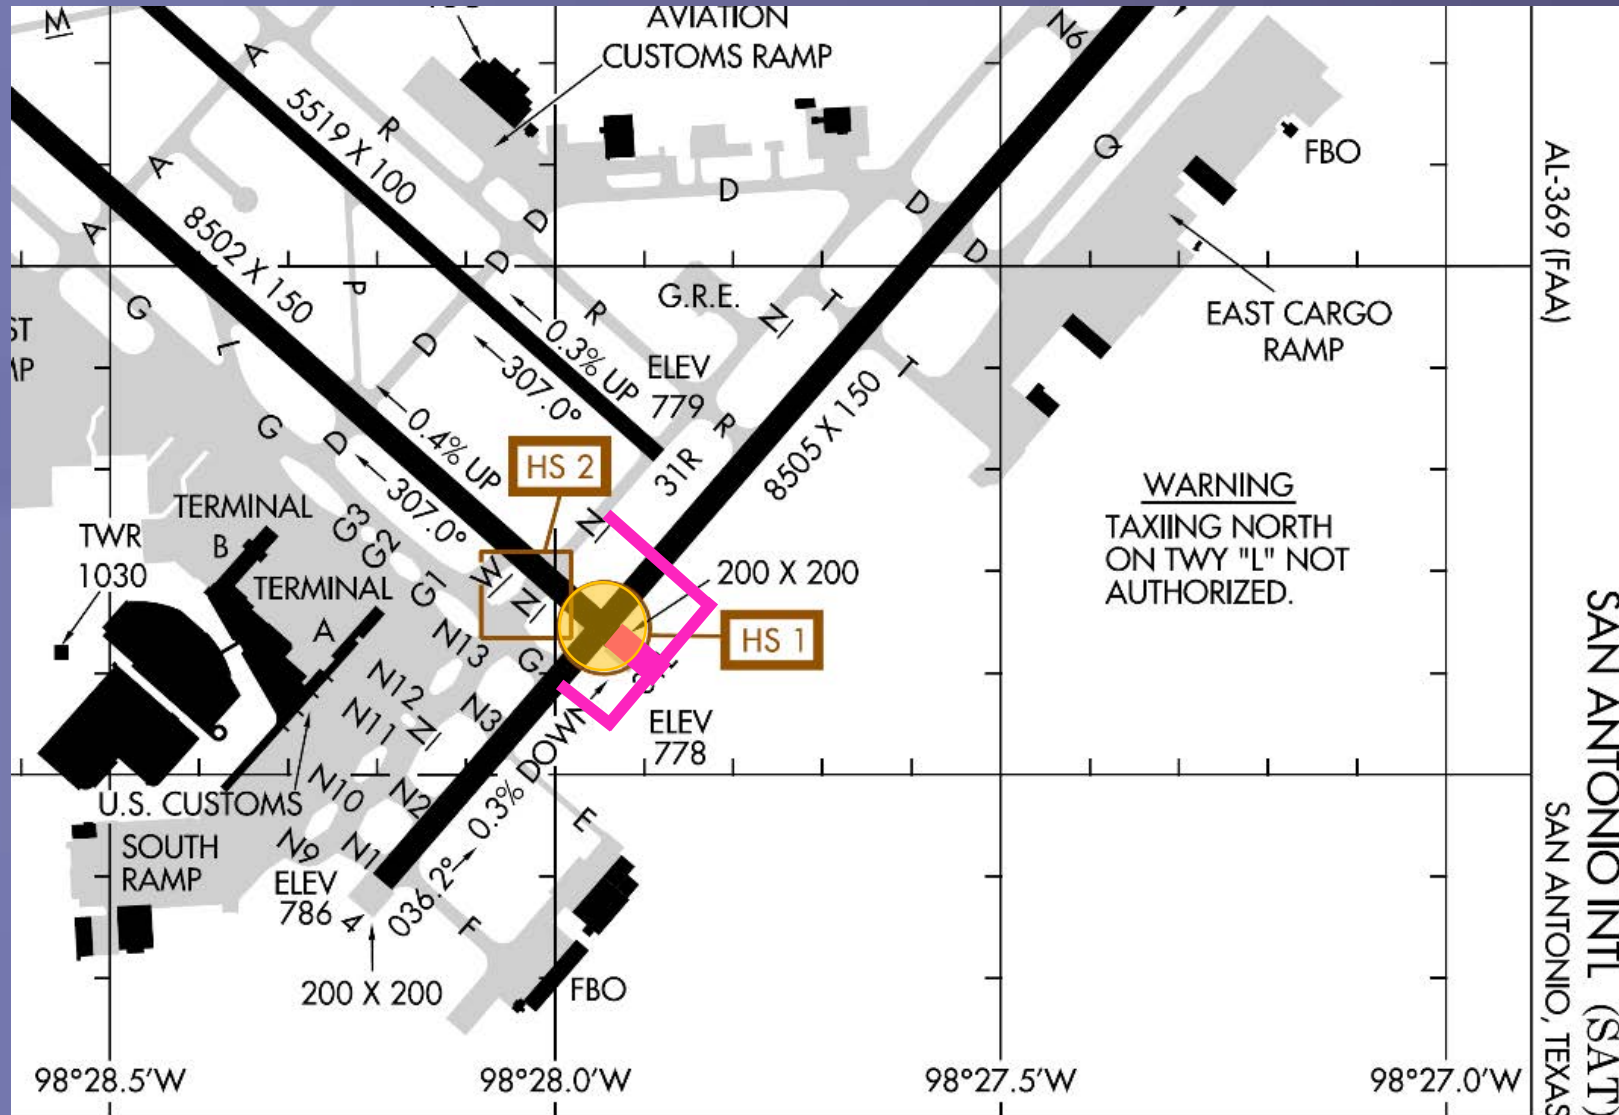 M
A
AVIATION
CUSTOMS RAMP
N6
5519 X 100
R
Q
FBO
A
D
D
D
A
8502 X 150
D
D
P
G
L
G.R.E.
N
T
EAST CARGO
RAMP
R
0.3% UP
307.0°
ELEV
779
D
T
8505 X 150
ST
MP
G
D
0.4% UP
307.0°
R
31R
HS 2
N
WARNING
TAXIING NORTH
ON TWY "L" NOT
AUTHORIZED.
TERMINAL
B
TWR
1030
G3
G2
G1
W
N
200 X 200
TERMINAL
A
HS 1
N13
G
N12
N11
N
N3
S
ELEV
778
N10
N2
U.S. CUSTOMS
0.3% DOWN
E
SOUTH
RAMP
N9
N1
ELEV
786
4
036.2°
F
200 X 200
FBO
98°28.5'W
98°28.0'W
98°27.5'W
98°27.0'W
AL-369 (FAA)
SAN ANTONIO, TEXAS
SAN ANTONIO INTL (SAT)